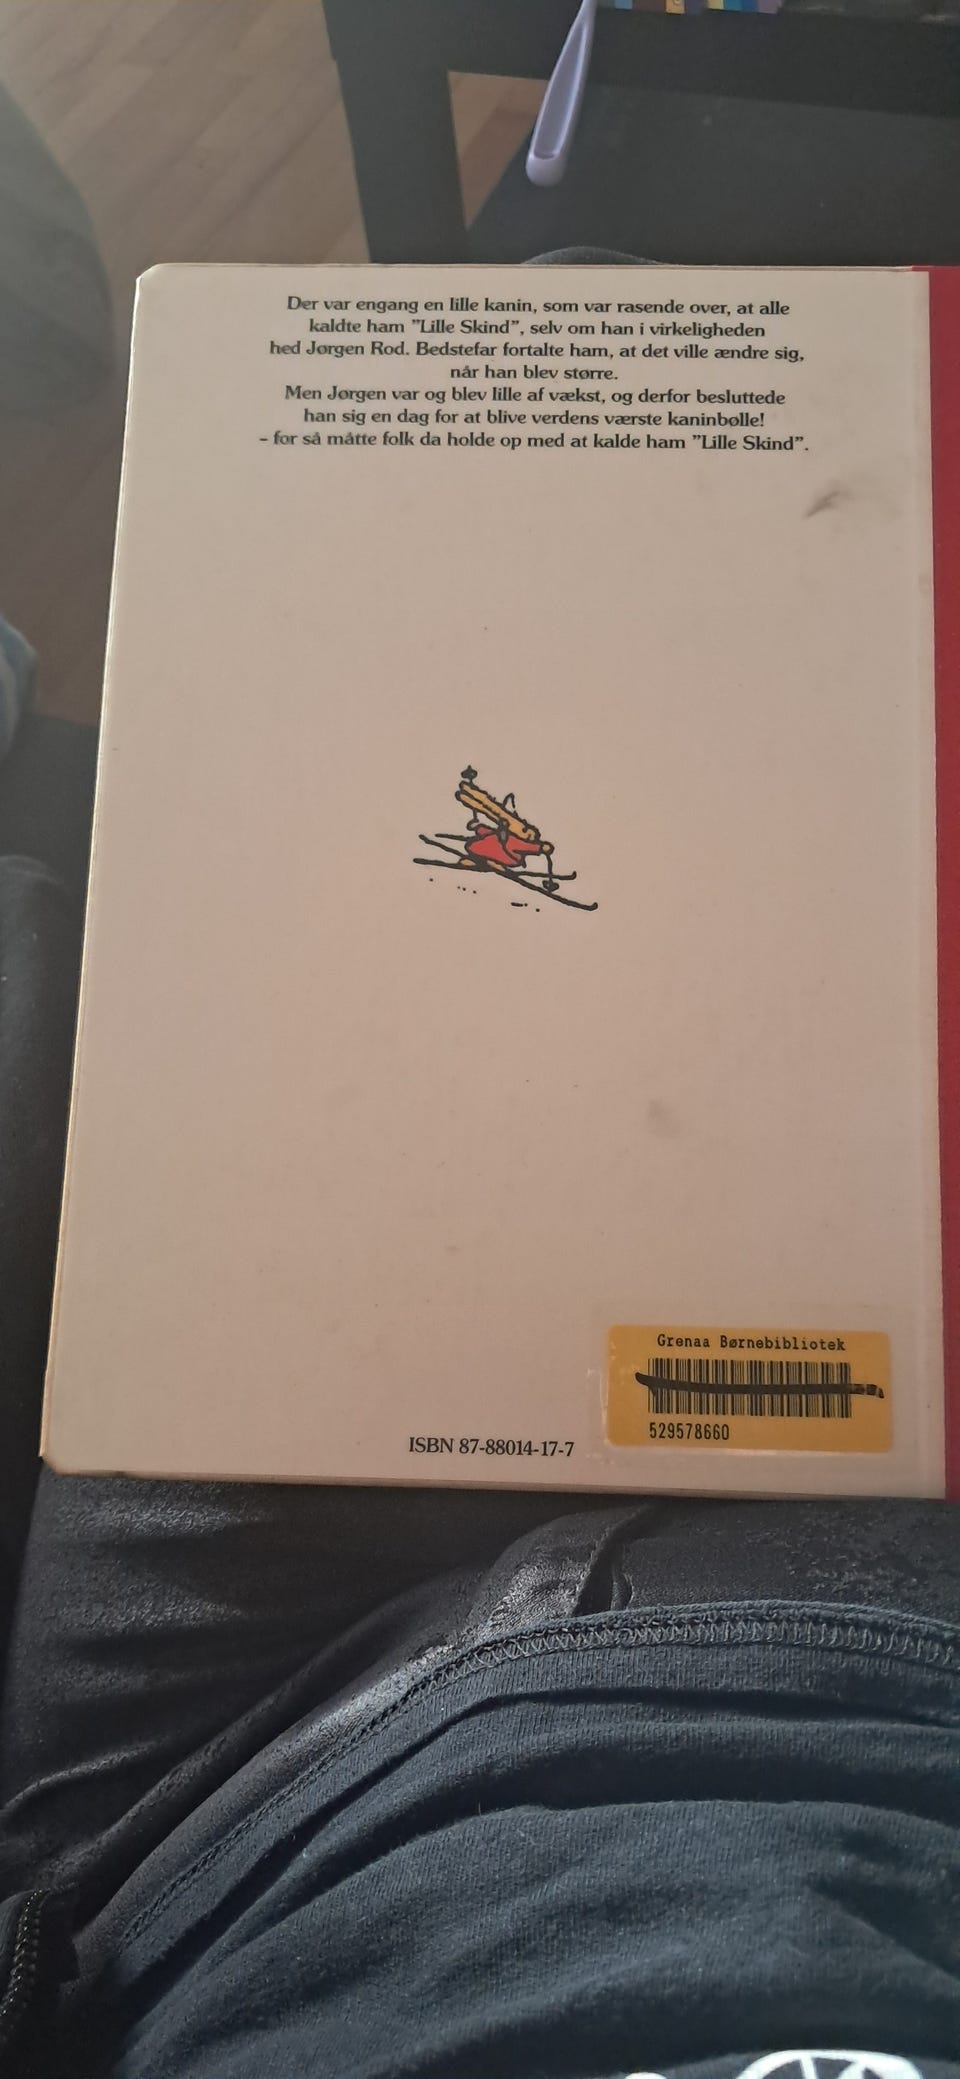 Der var engang en lille kanin, som var rasende over, at alle
kaldte ham "Lille Skind", selv om han i virkeligheden
hed Jørgen Rod. Bedstefar fortalte ham, at det ville ændre sig,
når han blev større.
Men Jørgen var og blev lille af vækst, og derfor besluttede
han sig en dag for at blive verdens værste kaninbølle!
– for så måtte folk da holde op med at kalde ham "Lille Skind".
Grenaa Børnebibliotek
529578660
ISBN 87-88014-17-7